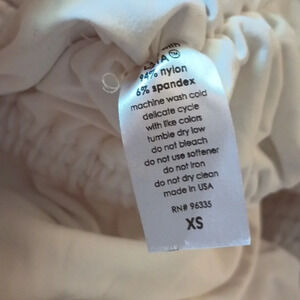 with
94% nylon
6% spandex
machine wash cold
delicate cycle
with like colors
tumble dry low
do not bleach
do not use softener
do not iron
do not dry clean
made in USA
RN# 96335
XS